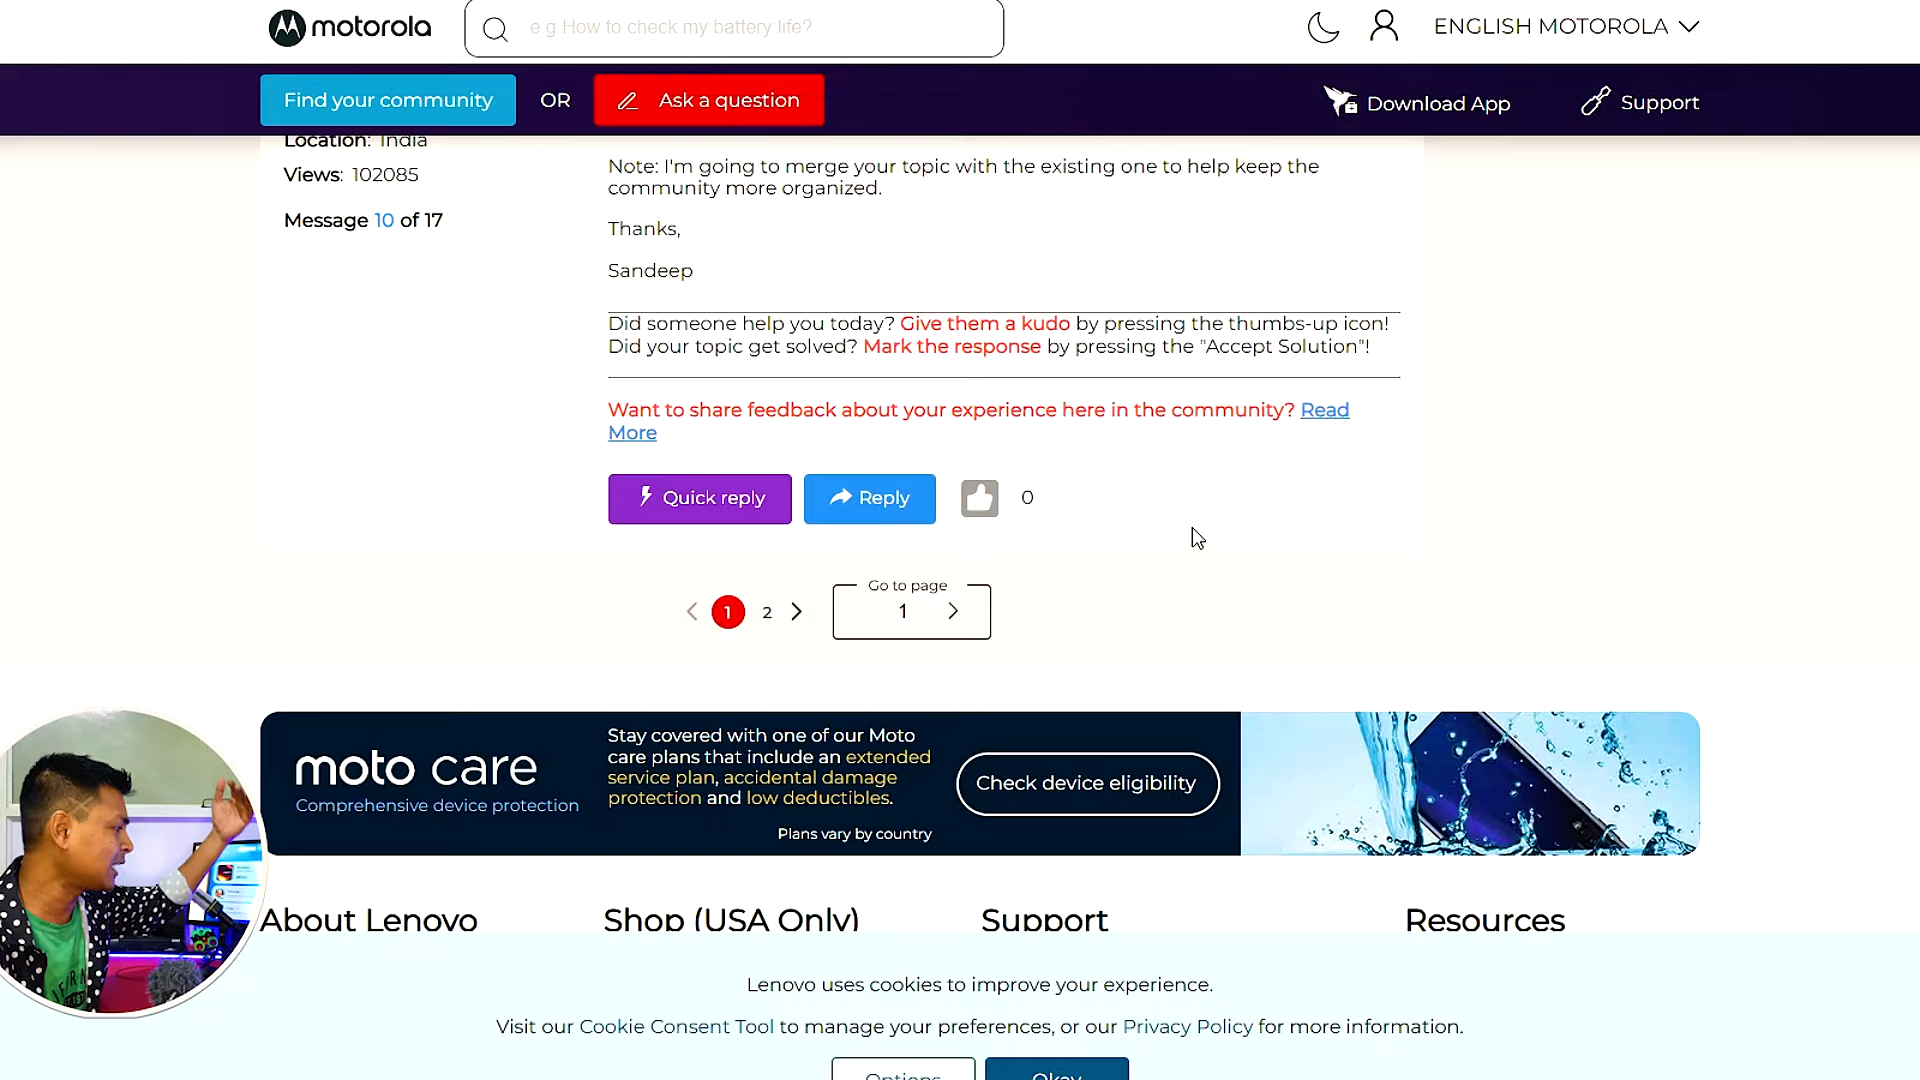 motorola
e g How to check my battery life?
ENGLISH MOTOROLA
Find your community
OR
Ask a question
Download App
Support
Location: India
Views: 102085
Message 10 of 17
Note: I'm going to merge your topic with the existing one to help keep the
community more organized.
Thanks,
Sandeep
Did someone help you today? Give them a kudo by pressing the thumbs-up icon!
Did your topic get solved? Mark the response by pressing the "Accept Solution"!
Want to share feedback about your experience here in the community? Read
More
Quick reply
Reply
0
1
2
Go to page
1
moto care
Comprehensive device protection
Stay covered with one of our Moto
care plans that include an extended
service plan, accidental damage
protection and low deductibles.
Plans vary by country
Check device eligibility
About Lenovo
Shop (USA Only)
Support
Resources
Lenovo uses cookies to improve your experience.
Visit our Cookie Consent Tool to manage your preferences, or our Privacy Policy for more information.
Options
Okay